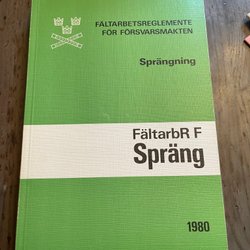 FÄLTARBETSREGLEMENTE
FÖR FÖRSVARSMAKTEN
Sprängning
FältarbR F
Spräng
1980